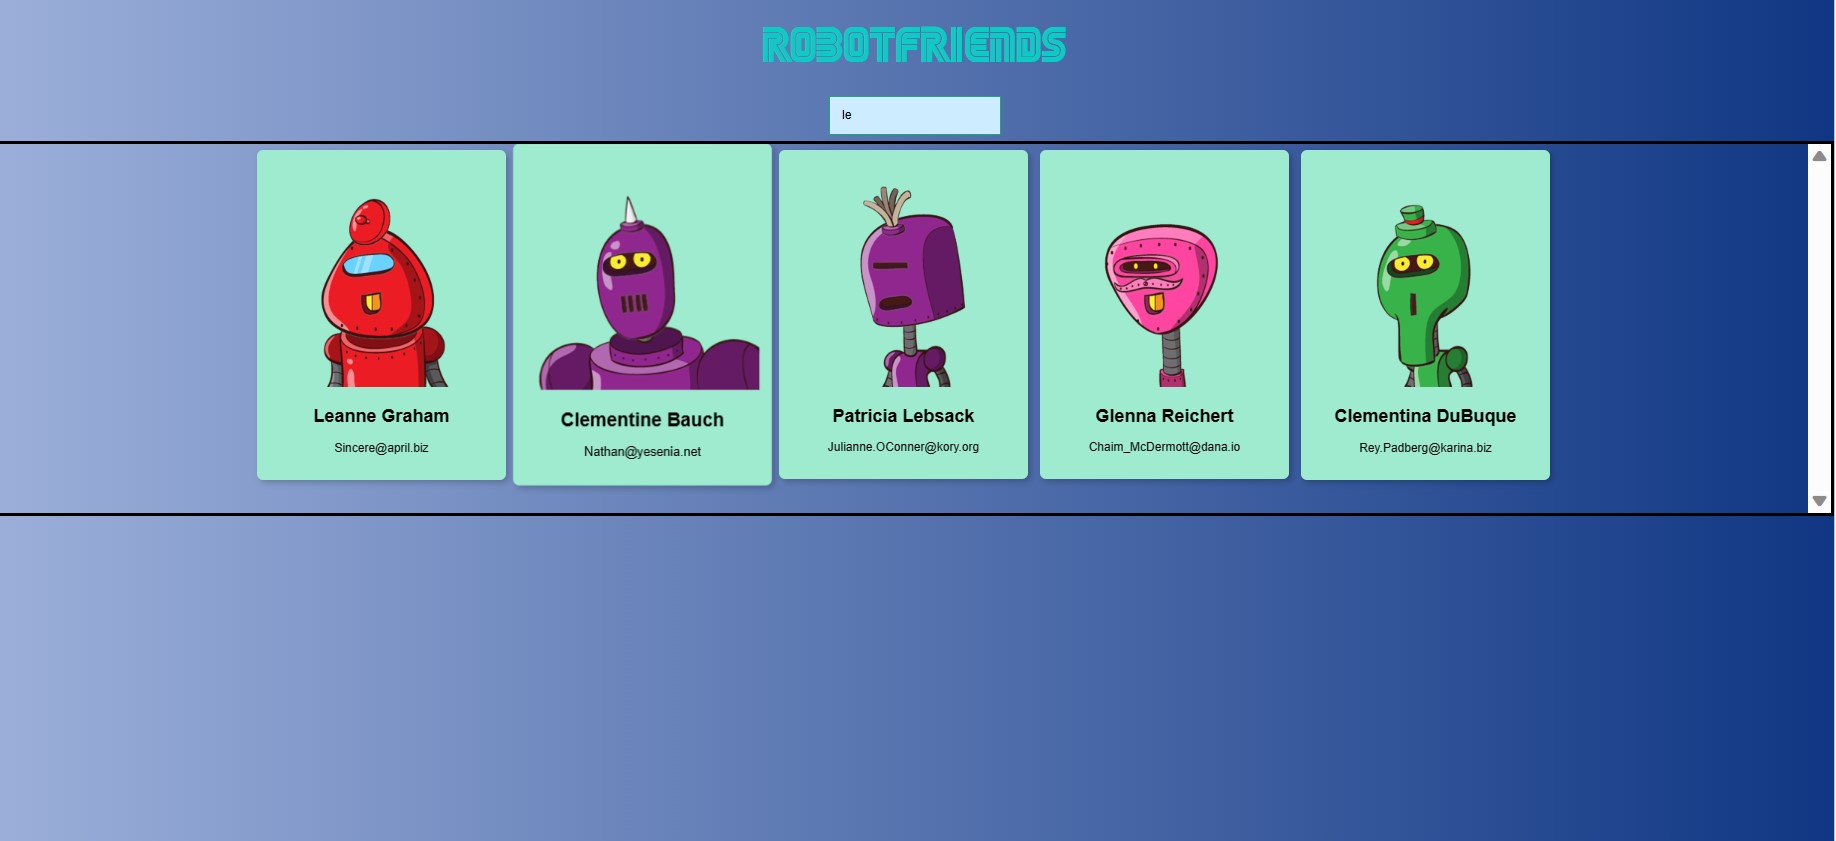 ROBOTFRIENDS
le
Leanne Graham
Sincere@april.biz
Clementine Bauch
Nathan@yesenia.net
Patricia Lebsack
Julianne.OConner@kory.org
Glenna Reichert
Chaim_McDermott@dana.io
Clementina DuBuque
Rey.Padberg@karina.biz